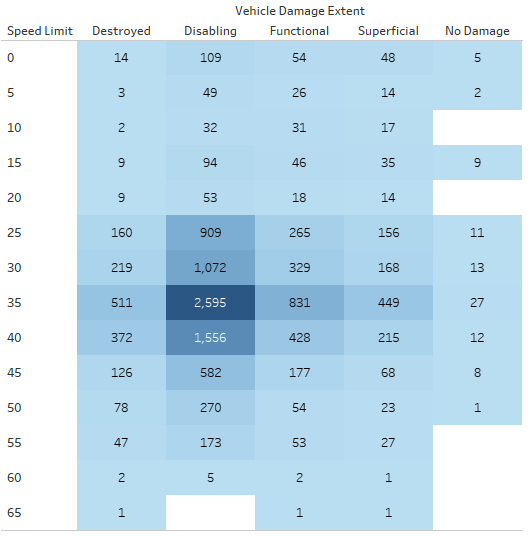 Vehicle Damage Extent
Speed Limit Destroyed Disabling Functional Superficial No Damage
0 14 109 54 48 5
5 3 49 26 14 2
10 2 32 31 17
15 9 94 46 35 9
20 9 53 18 14
25 160 909 265 156 11
30 219 1,072 329 168 13
35 511 2,595 831 449 27
40 372 1,556 428 215 12
45 126 582 177 68 8
50 78 270 54 23 1
55 47 173 53 27
60 2 5 2 1
65 1 1 1